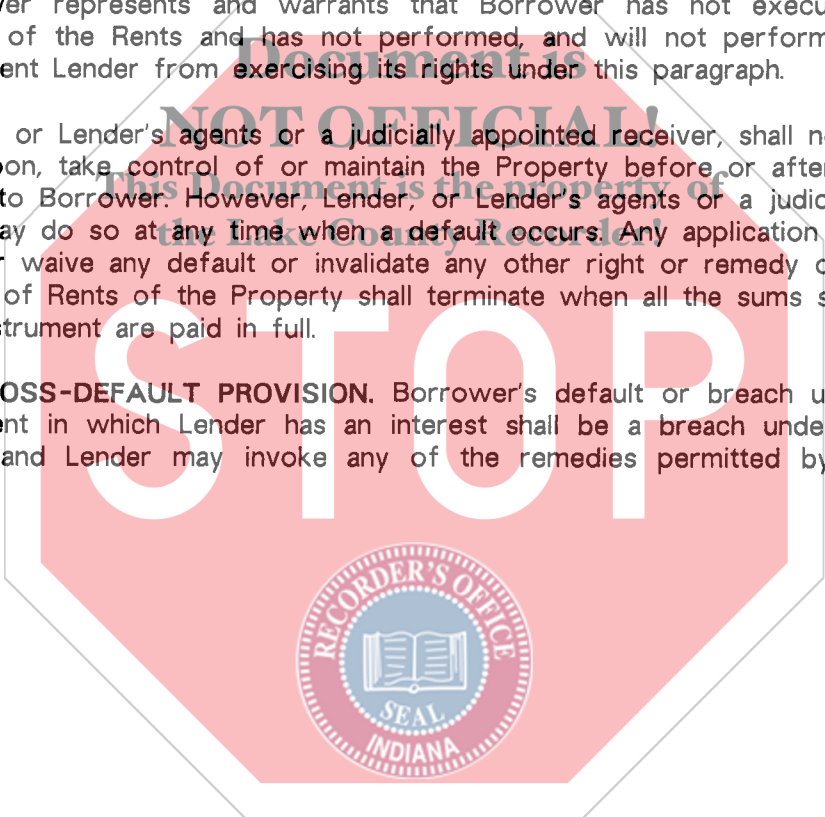 er represents and warrants that Borrower has not execu
of the Rents and has not performed, and will not perform
ent Lender from exercising its rights under this paragraph.
or Lender's agents or a judicially appointed receiver, shall n
on, take control of or maintain the Property before or after
to Borrower. However, Lender, or Lender's agents or a judic
ay do so at any time when a default occurs. Any application
waive any default or invalidate any other right or remedy
of Rents of the Property shall terminate when all the sums s
trument are paid in full.
OSS-DEFAULT PROVISION. Borrower's default or breach u
nt in which Lender has an interest shall be a breach unde
and Lender may invoke any of the remedies permitted by
Document is
NOT OFFICIAL!
This Document is the property of
the Lake County Recorder!
STOP
RECORDER'S OFFICE
SEAL
INDIANA